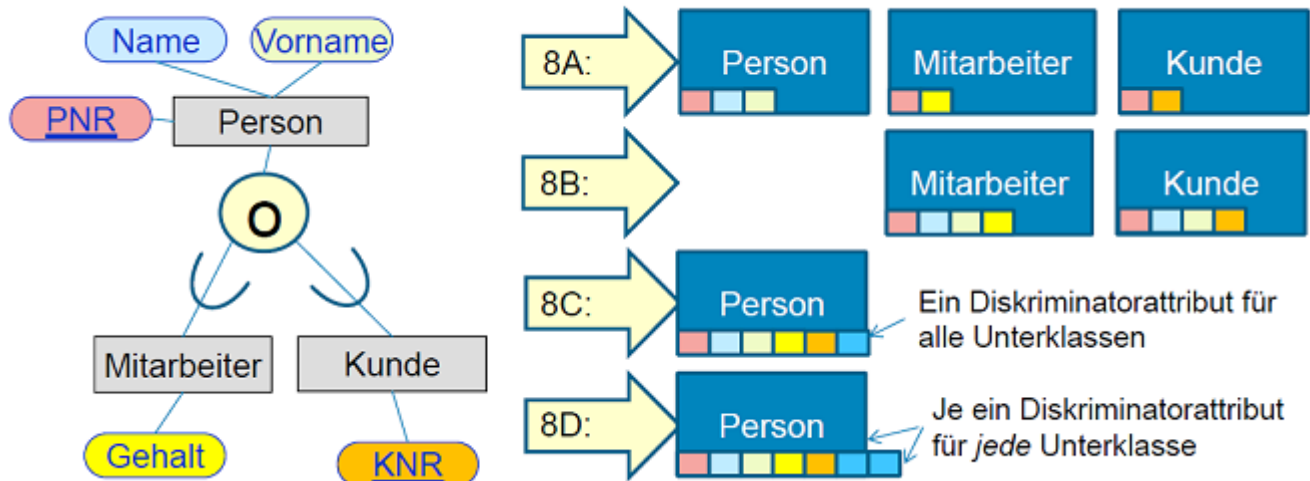 Name
Vorname
PNR
Person
O
Mitarbeiter
Kunde
Gehalt
KNR
8A:
Person
Mitarbeiter
Kunde
8B:
Mitarbeiter
Kunde
8C:
Person
Ein Diskriminatorattribut für
alle Unterklassen
8D:
Person
Je ein Diskriminatorattribut
für jede Unterklasse